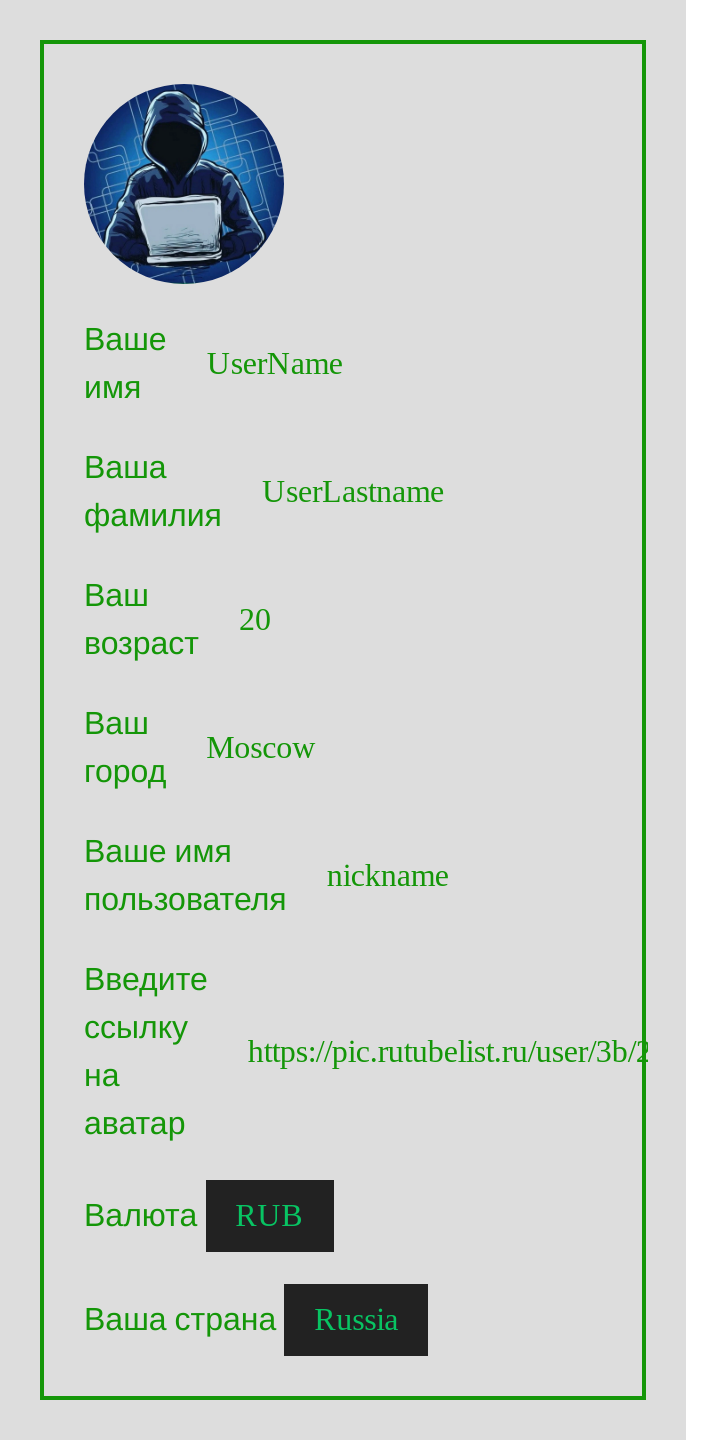 Ваше
имя
UserName
Ваша
фамилия
UserLastname
Ваш
возраст
20
Ваш
город
Moscow
Ваше имя
пользователя
nickname
Введите
ссылку
на
аватар
https://pic.rutubelist.ru/user/3b/2
Валюта RUB
Ваша страна Russia